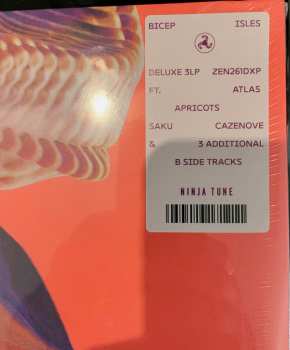 BICEP ISLES
DELUXE 3LP ZEN261DXP
FT. ATLAS
APRICOTS
SAKU CAZENOVE
& 3 ADDITIONAL
B SIDE TRACKS
NINJA TUNE